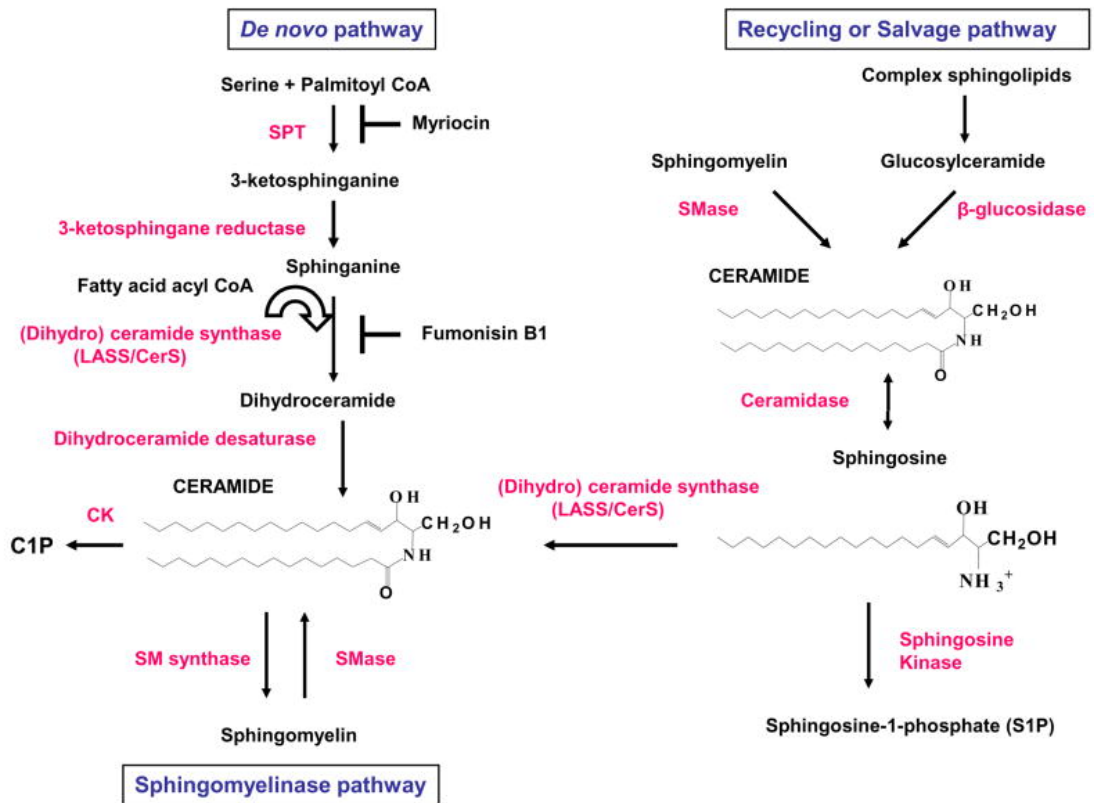 De novo pathway
Serine + Palmitoyl CoA
SPT
Myriocin
3-ketosphinganine
3-ketosphingane reductase
Sphinganine
Fatty acid acyl CoA
(Dihydro) ceramide synthase
(LASS/CerS)
Fumonisin B1
Dihydroceramide
Dihydroceramide desaturase
CERAMIDE
OH
CH2OH
N H
O
CK
C1P
SM synthase
SMase
Sphingomyelin
Sphingomyelinase pathway
Recycling or Salvage pathway
Complex sphingolipids
Sphingomyelin
Glucosylceramide
SMase
β-glucosidase
CERAMIDE
OH
CH2OH
N H
O
Ceramidase
Sphingosine
(Dihydro) ceramide synthase
(LASS/CerS)
OH
CH2OH
NH 3+
Sphingosine
Kinase
Sphingosine-1-phosphate (S1P)